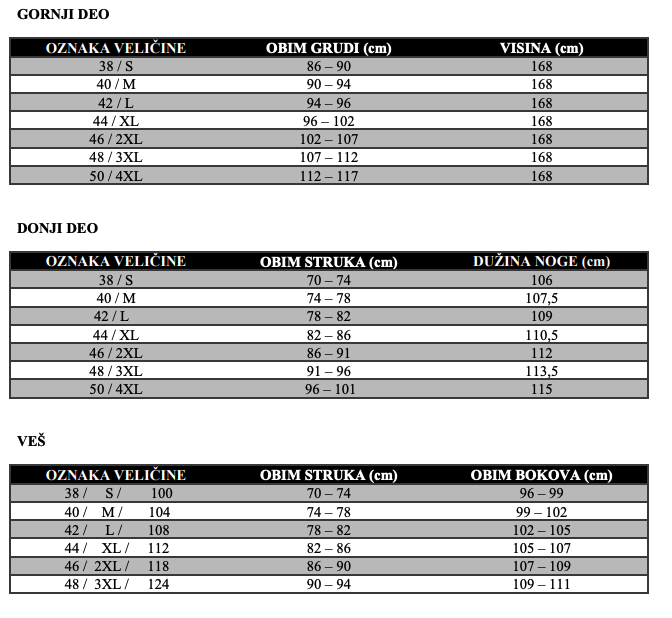 GORNJI DEO
OZNAKA VELIČINE OBIM GRUDI (cm) VISINA (cm)
38 / S 86 – 90 168
40 / M 90 – 94 168
42 / L 94 – 96 168
44 / XL 96 – 102 168
46 / 2XL 102 – 107 168
48 / 3XL 107 – 112 168
50 / 4XL 112 – 117 168
DONJI DEO
OZNAKA VELIČINE OBIM STRUKA (cm) DUŽINA NOGE (cm)
38 / S 70 – 74 106
40 / M 74 – 78 107,5
42 / L 78 – 82 109
44 / XL 82 – 86 110,5
46 / 2XL 86 – 91 112
48 / 3XL 91 – 96 113,5
50 / 4XL 96 – 101 115
VEŠ
OZNAKA VELIČINE OBIM STRUKA (cm) OBIM BOKOVA (cm)
38 / S / 100 70 – 74 96 – 99
40 / M / 104 74 – 78 99 – 102
42 / L / 108 78 – 82 102 – 105
44 / XL / 112 82 – 86 105 – 107
46 / 2XL / 118 86 – 90 107 – 109
48 / 3XL / 124 90 – 94 109 – 111